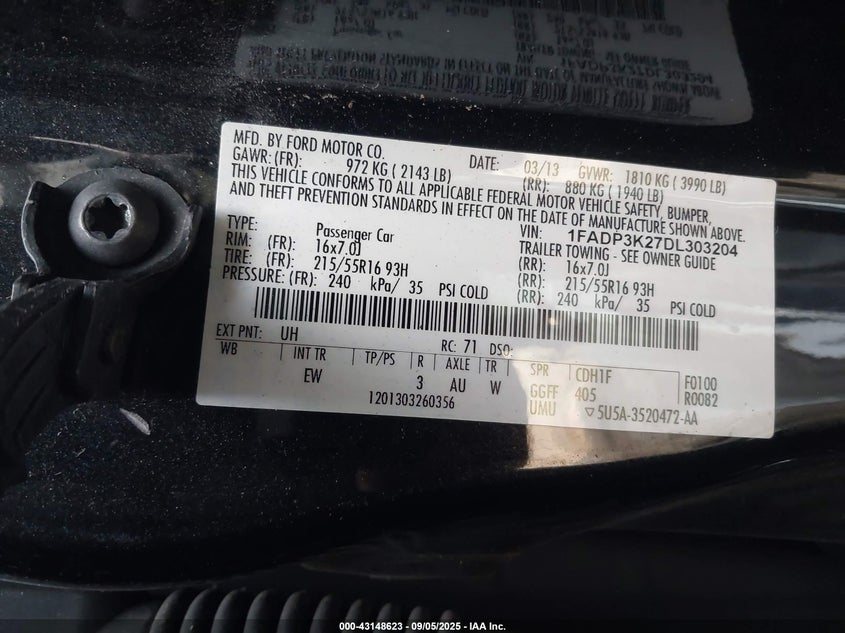 MFD. BY FORD MOTOR CO.
DATE: 03/13 GVWR: 1810 KG ( 3990 LB)
GAWR: (FR): 972 KG ( 2143 LB) (RR): 880 KG ( 1940 LB)
THIS VEHICLE CONFORMS TO ALL APPLICABLE FEDERAL MOTOR VEHICLE SAFETY, BUMPER,
AND THEFT PREVENTION STANDARDS IN EFFECT ON THE DATE OF MANUFACTURE SHOWN ABOVE.
VIN: 1FADP3K27DL303204
TYPE: Passenger Car TRAILER TOWING - SEE OWNER GUIDE
RIM: (FR): 16x7.0J (RR): 16x7.0J
TIRE: (FR): 215/55R16 93H (RR): 215/55R16 93H
PRESSURE: (FR): 240 kPa/ 35 PSI COLD (RR): 240 kPa/ 35 PSI COLD
EXT PNT: UH RC: 71 DSO:
WB INT TR TP/PS R AXLE TR SPR CDH1F F0100
EW 3 AU W GGFF 405 R0082
1201303260356 UMU ▽5U5A-3520472-AA
000-43148623 - 09/05/2025 - IAA Inc.